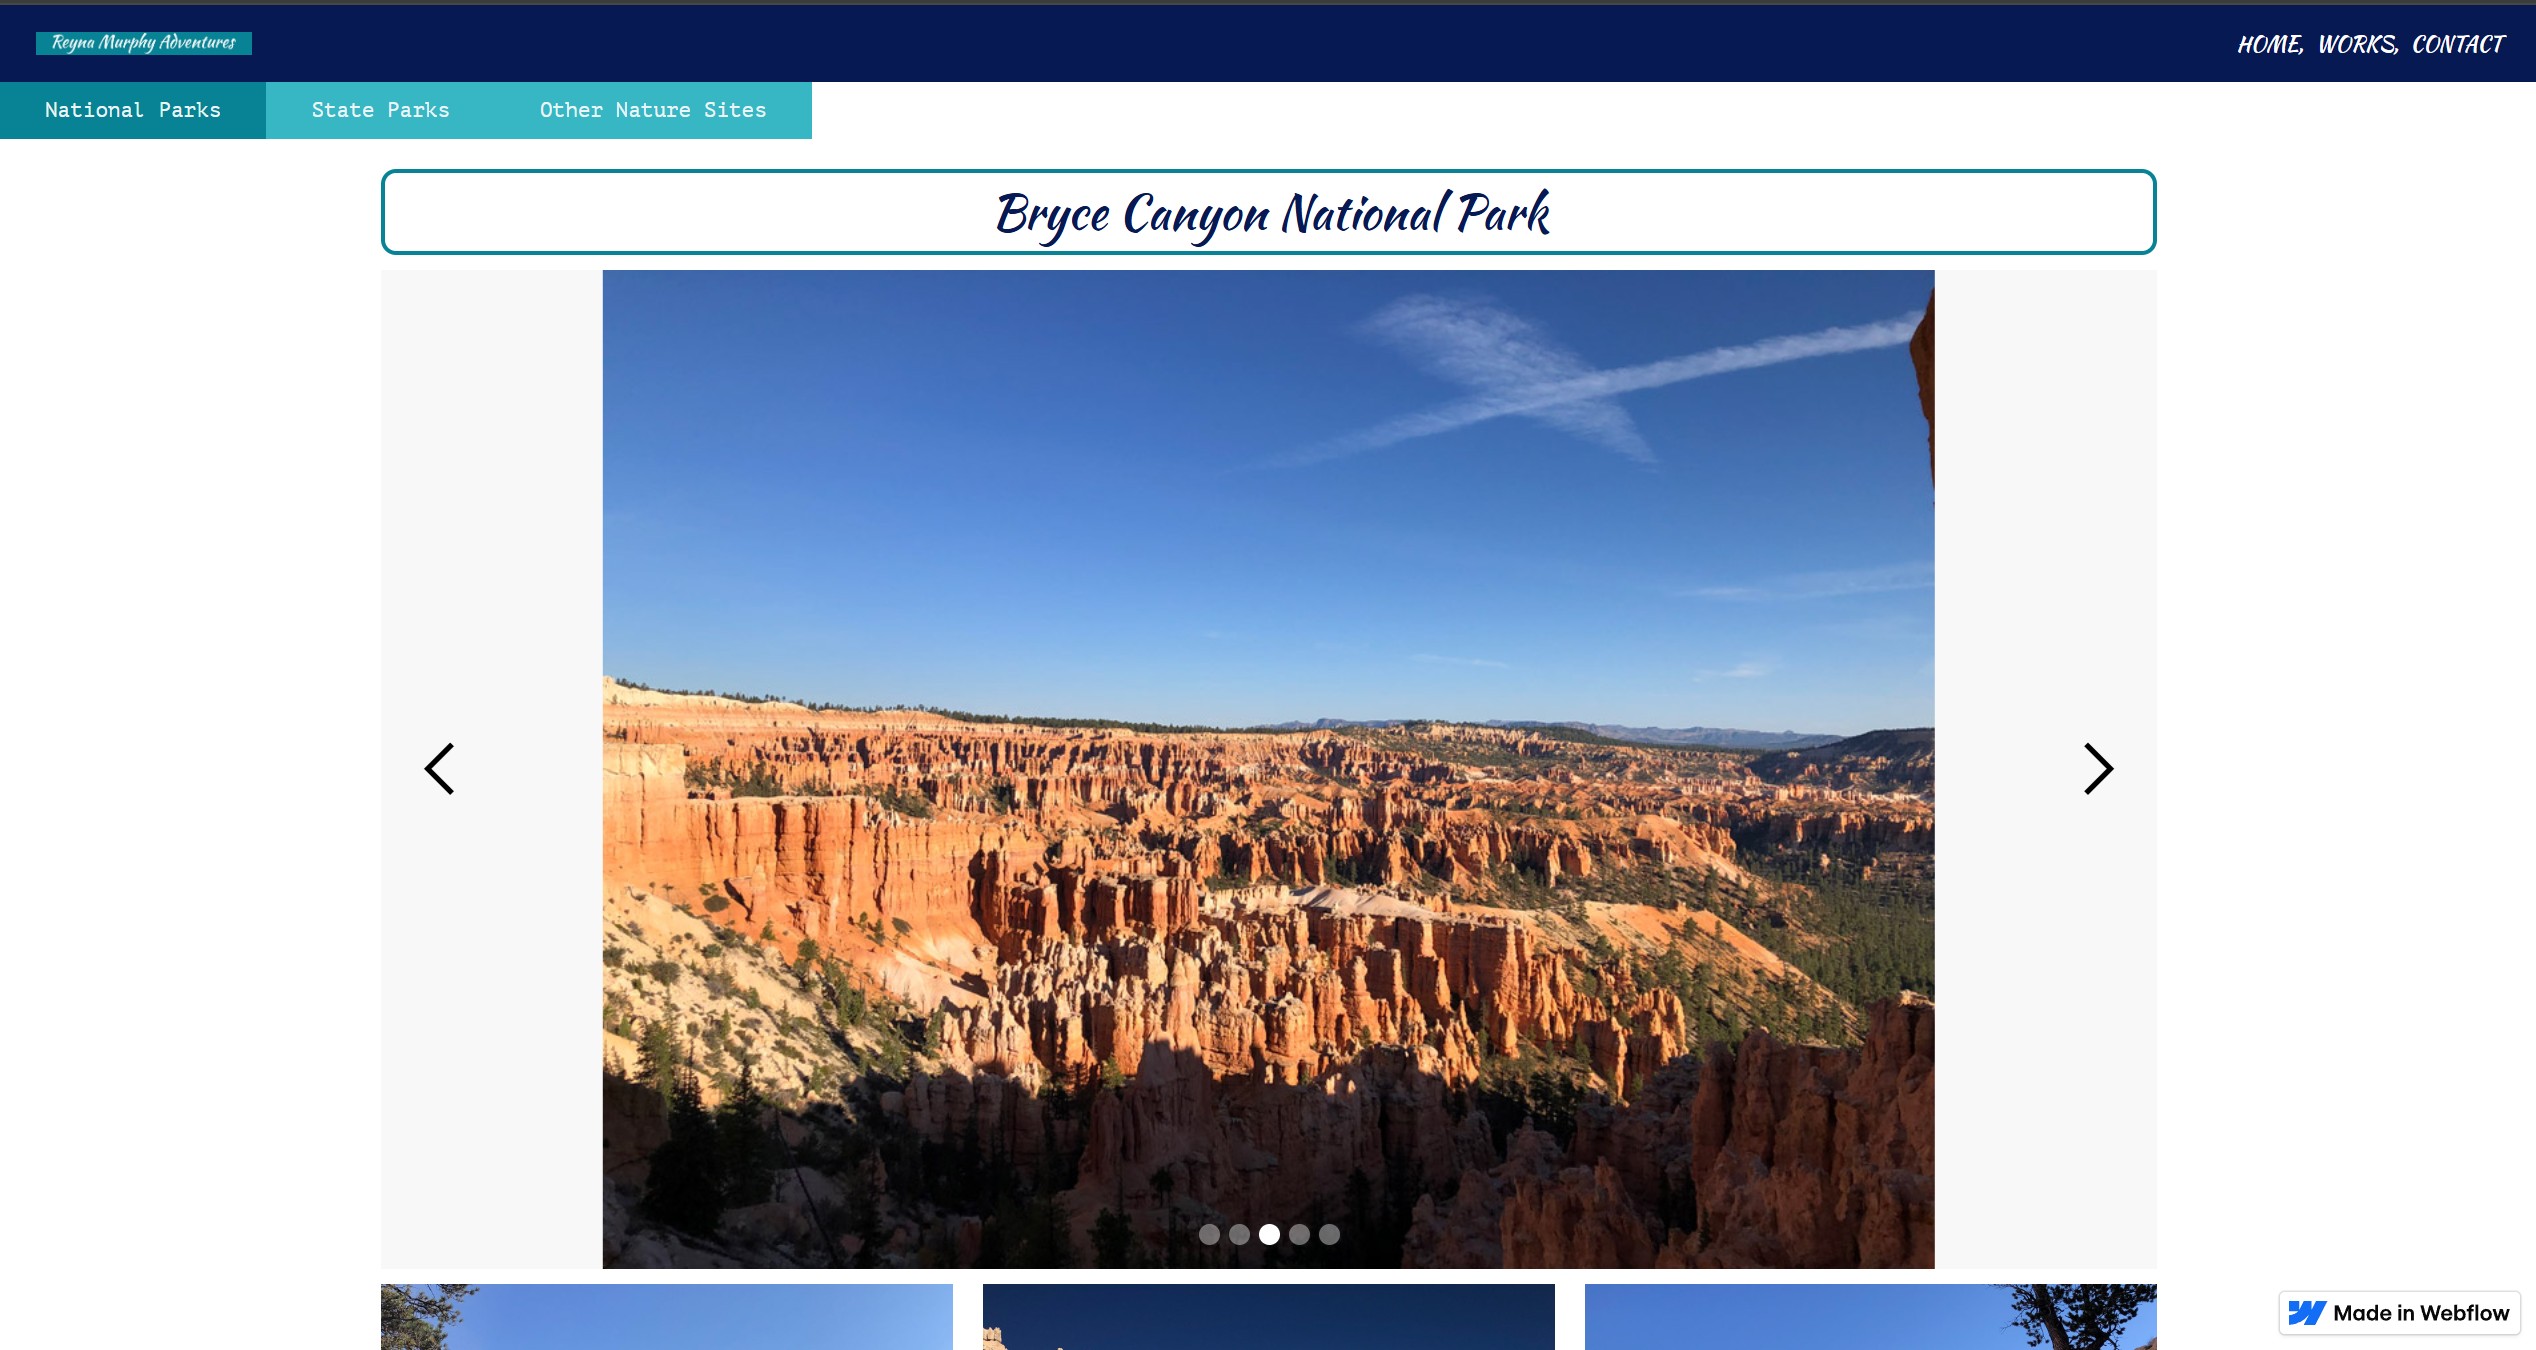 Reyna Murphy Adventures
HOME, WORKS, CONTACT
National Parks State Parks Other Nature Sites
Bryce Canyon National Park
Made in Webflow